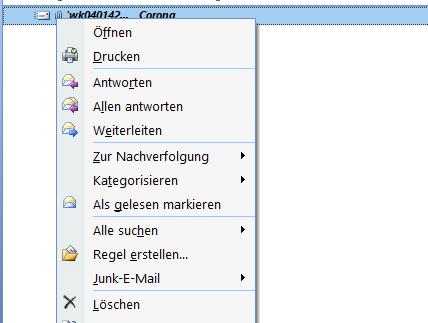 'wk040142... Corona
Öffnen
Drucken
Antworten
Allen antworten
Weiterleiten
Zur Nachverfolgung
Kategorisieren
Als gelesen markieren
Alle suchen
Regel erstellen...
Junk-E-Mail
Löschen